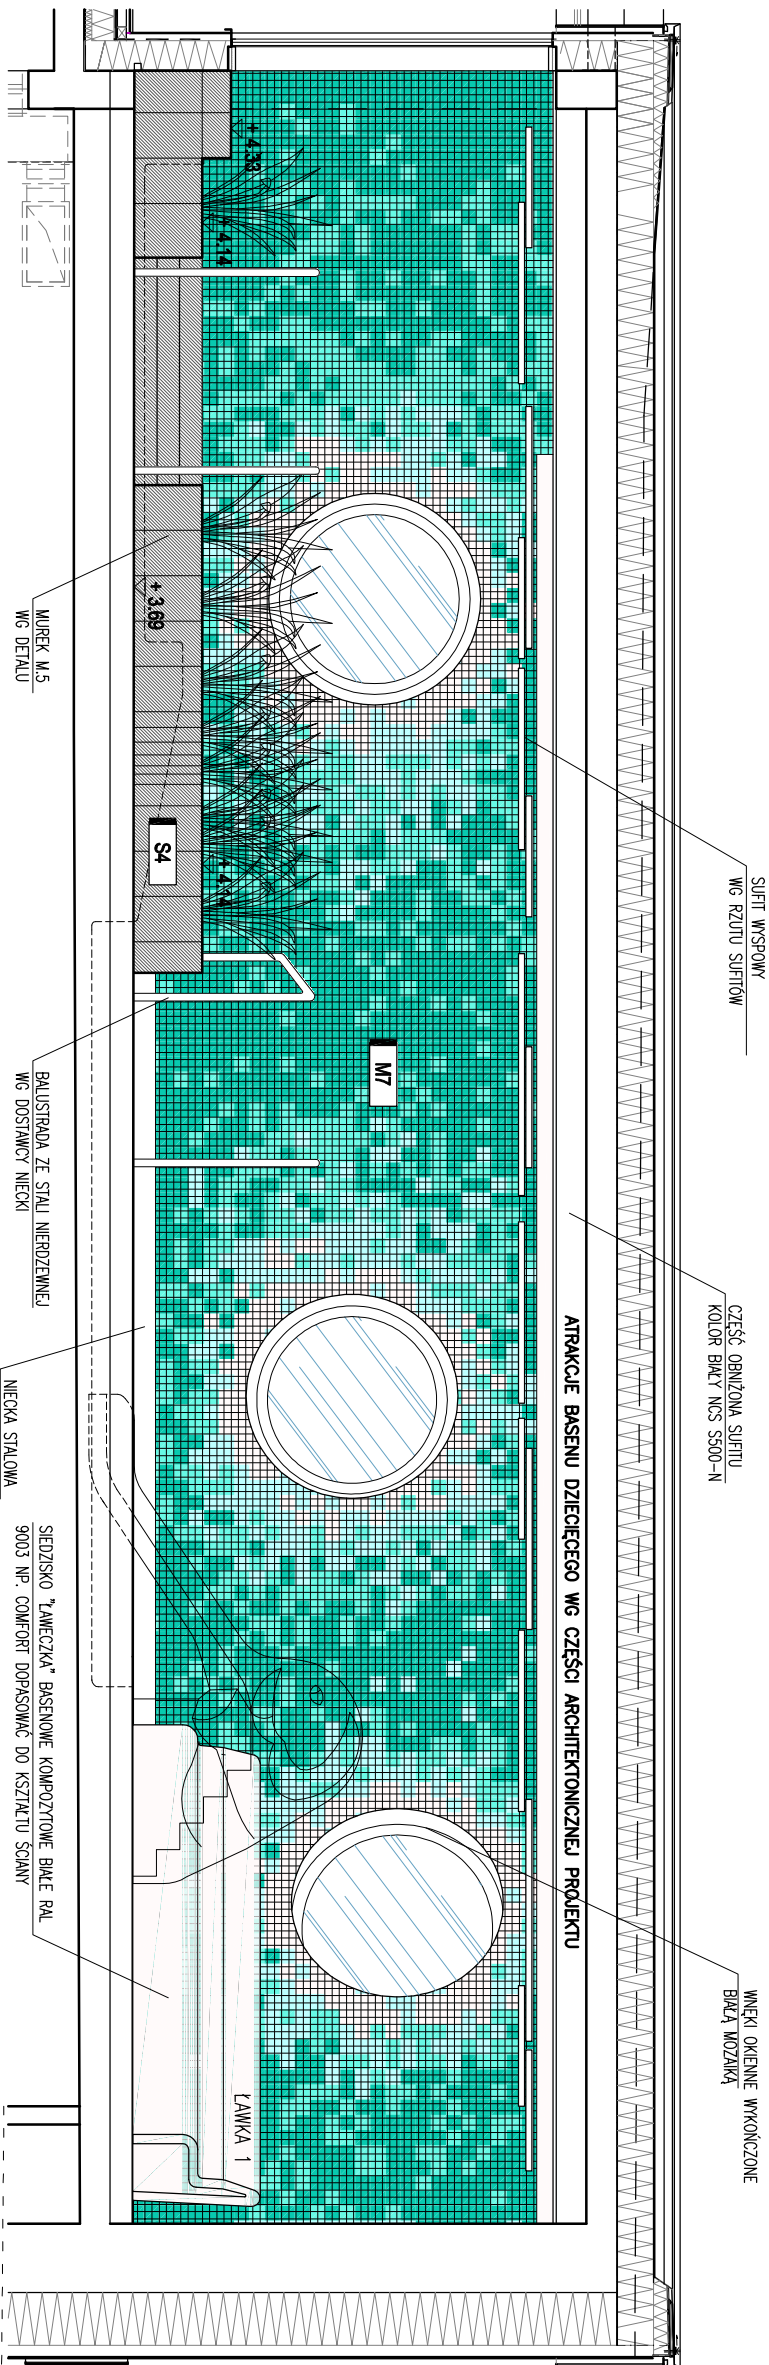 SUFIT WYSPOWY
WG RZUTU SUFITÓW
CZĘŚĆ OBNIŻONA SUFITU
KOLOR BIAŁY NCS S500-N
WNĘKI OKIENNE WYKOŃCZONE
BIAŁĄ MOZAIKĄ
ATRAKCJE BASENU DZIECIĘCEGO WG CZĘŚCI ARCHITEKTONICZNEJ PROJEKTU
+ 4.33
+ 4.14
+ 3.69
S4
+ 4.14
M7
ŁAWKA 1
MUREK M.5
WG DETALU
BALUSTRADA ZE STALI NIERDZEWNEJ
WG DOSTAWCY NIECKI
NIECKA STALOWA
SIEDZISKO "ŁAWECZKA" BASENOWE KOMPOZYTOWE BIAŁE RAL
9003 NP. COMFORT DOPASOWAĆ DO KSZTAŁTU ŚCIANY